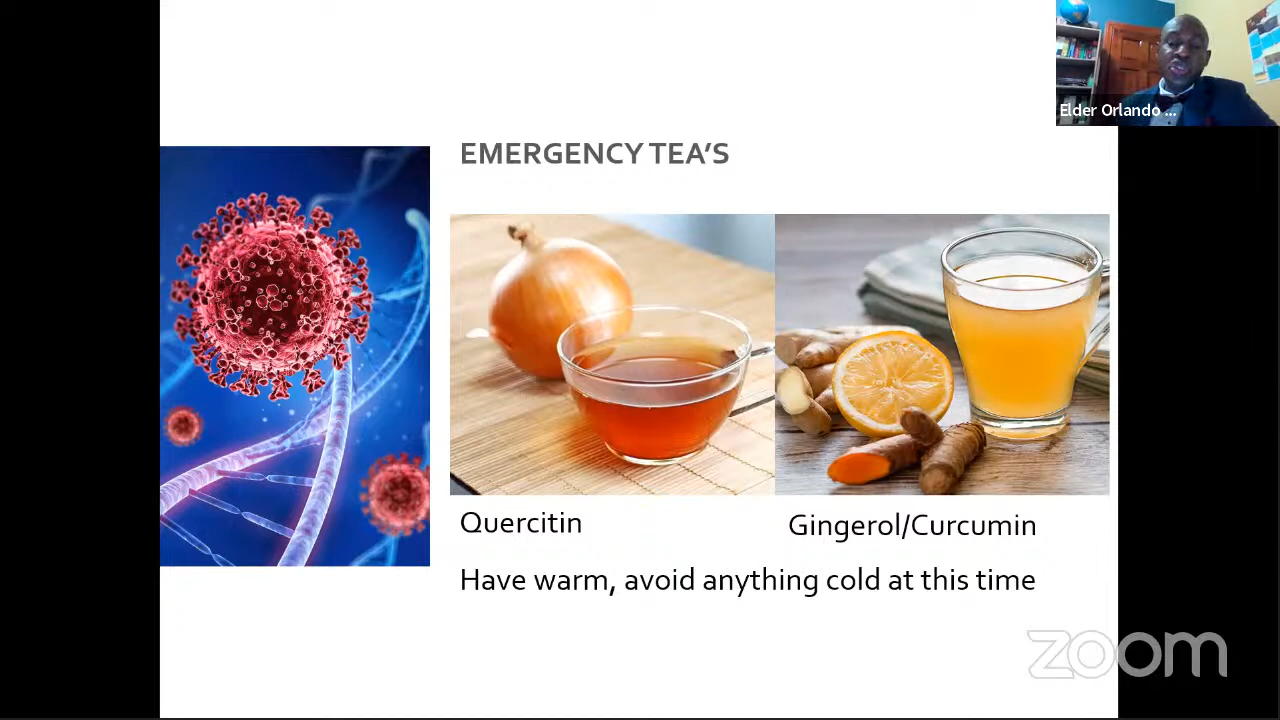 Elder Orlando ...
EMERGENCY TEA'S
Quercitin
Gingerol/Curcumin
Have warm, avoid anything cold at this time
zoom